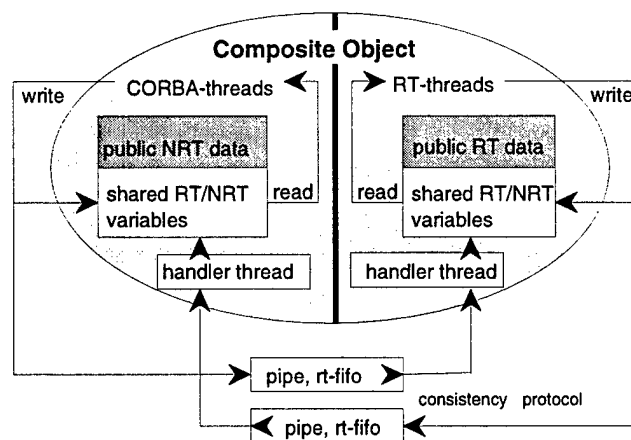 Composite Object
write CORBA-threads RT-threads write
public NRT data public RT data
shared RT/NRT variables read read shared RT/NRT variables
handler thread handler thread
pipe, rt-fifo
consistency protocol
pipe, rt-fifo